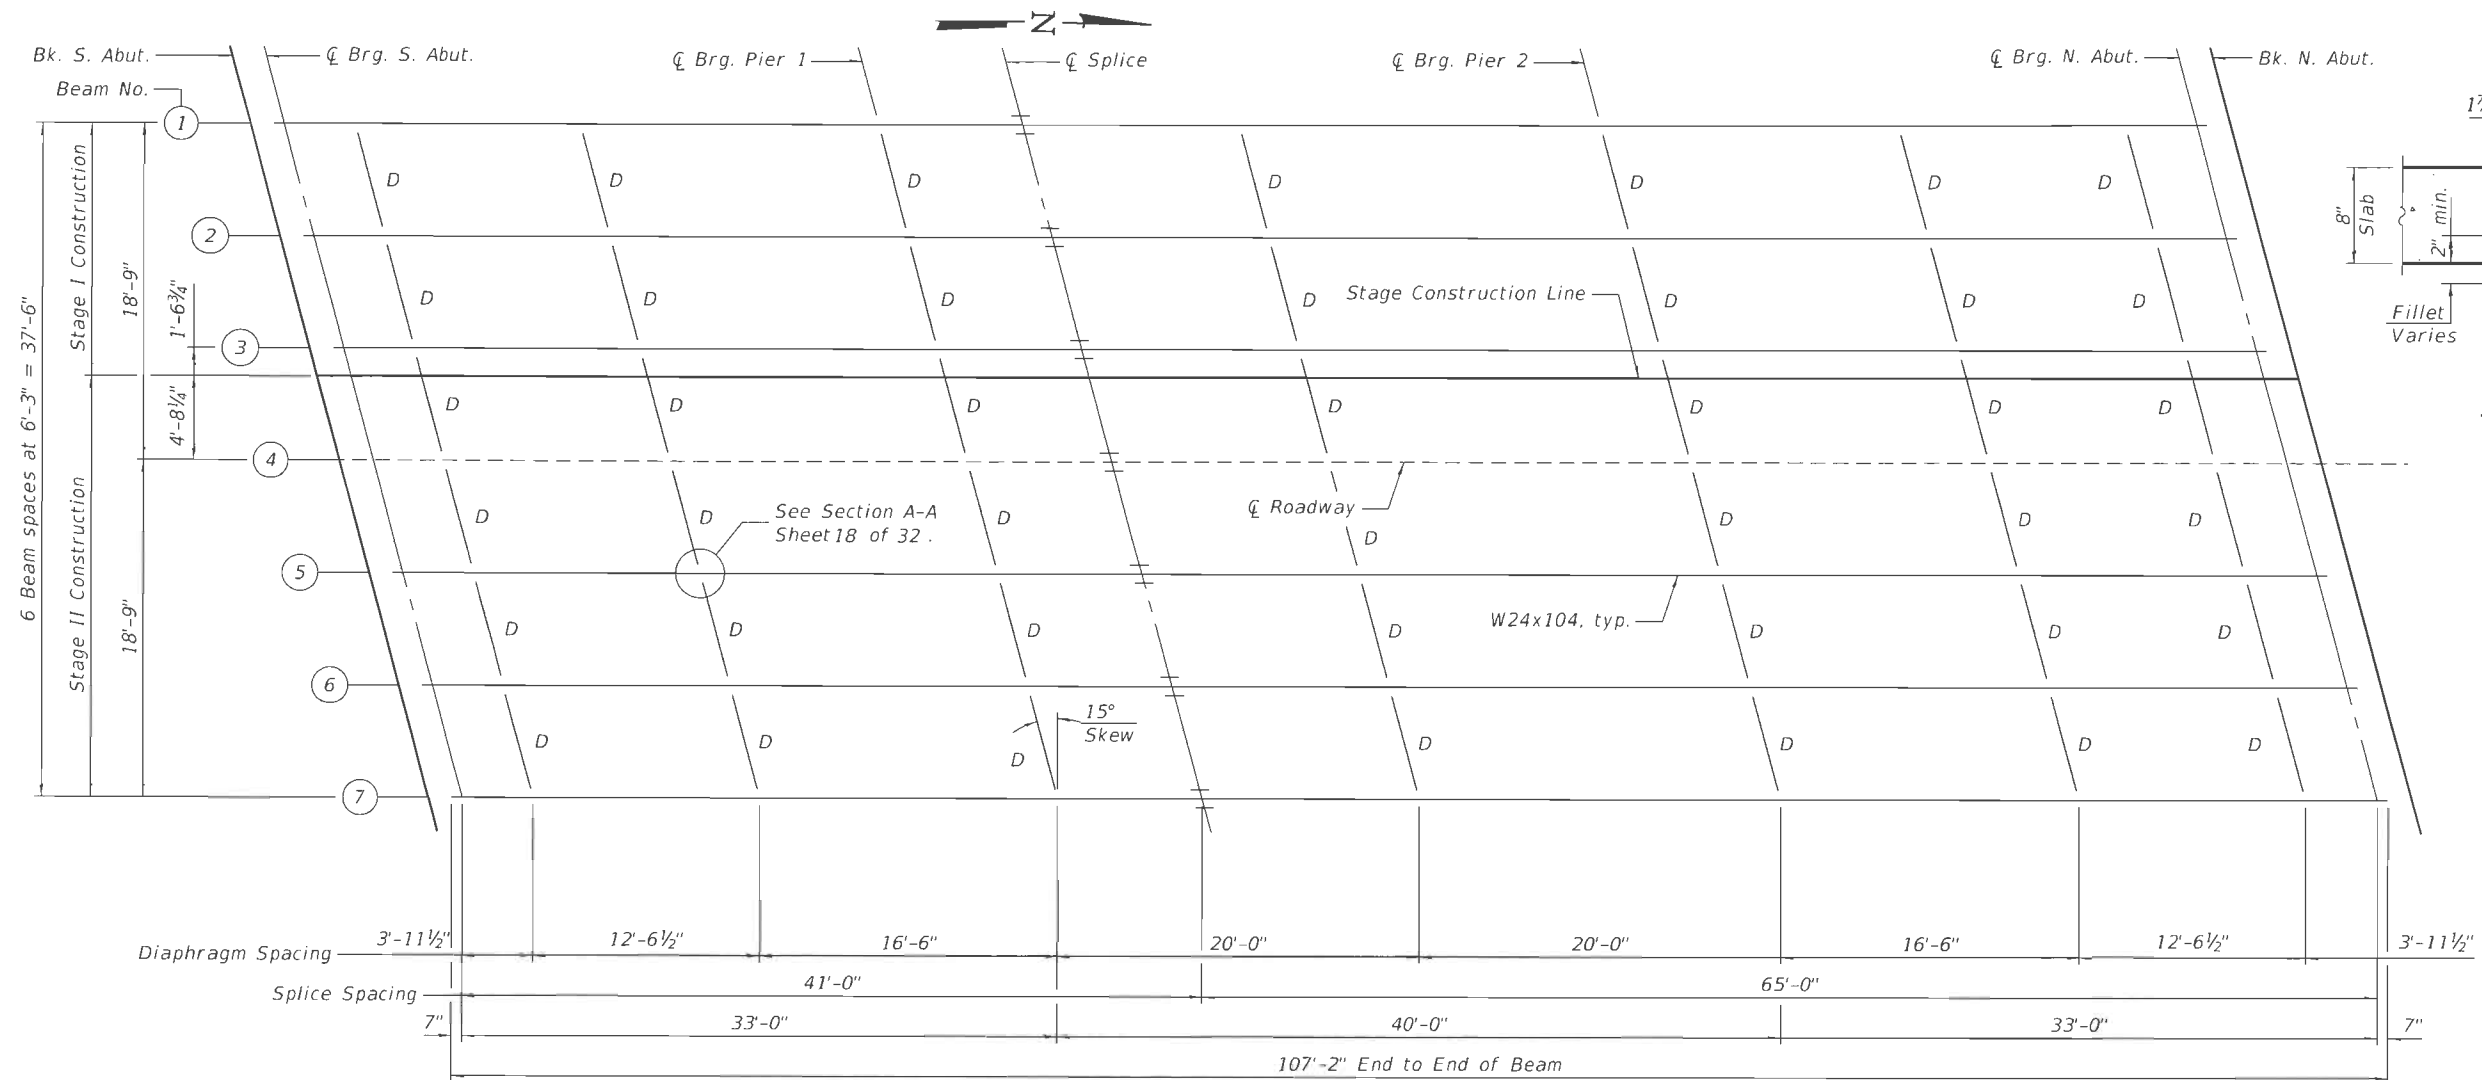 N
Bk. S. Abut.
℄ Brg. S. Abut.
℄ Brg. Pier 1
℄ Splice
℄ Brg. Pier 2
℄ Brg. N. Abut.
Bk. N. Abut.
Beam No.
1
2
3
4
5
6
7
6 Beam spaces at 6'-3" = 37'-6"
Stage I Construction
Stage II Construction
18'-9"
18'-9"
1'-6¾"
4'-8¼"
D D D D D D D
D D D D D D D
Stage Construction Line
D D D D D D D
See Section A-A
Sheet 18 of 32 .
℄ Roadway
D D D D D D D
W24x104, typ.
D D D D D D D
15°
Skew
D D D D D D D
8"
Slab
2" min.
Fillet
Varies
Diaphragm Spacing
3'-11½"
12'-6½"
16'-6"
20'-0"
20'-0"
16'-6"
12'-6½"
3'-11½"
Splice Spacing
41'-0"
65'-0"
7"
33'-0"
40'-0"
33'-0"
7"
107'-2" End to End of Beam